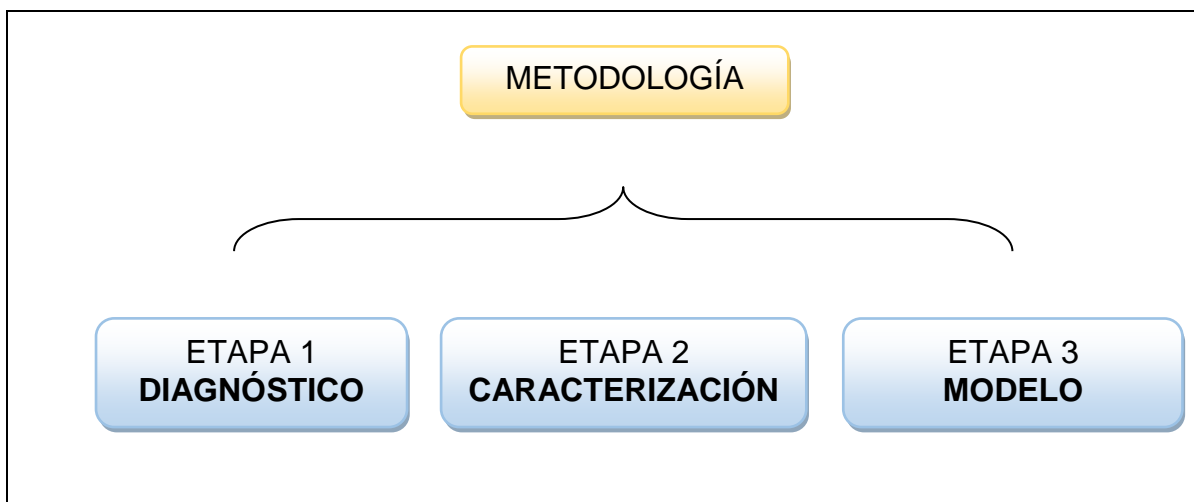 METODOLOGÍA
ETAPA 1
DIAGNÓSTICO
ETAPA 2
CARACTERIZACIÓN
ETAPA 3
MODELO